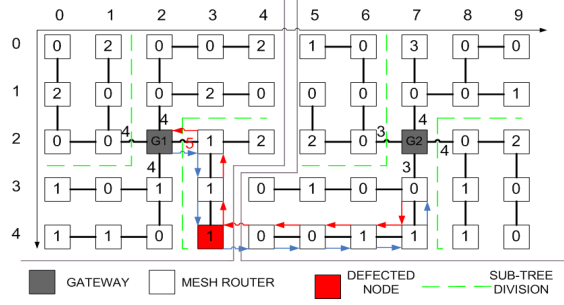 0 1 2 3 4 5 6 7 8 9
0 0 2 0 0 2 1 0 3 0 0
4 4
1 2 0 0 2 0 0 0 0 0 1
2 0 0 4 G1 5 1 2 2 0 3 G2 4 0 2
4 3
3 1 0 1 1 0 1 0 0 1 0
4 1 1 0 1 0 0 1 1 0 0
GATEWAY MESH ROUTER DEFECTED NODE SUB-TREE DIVISION